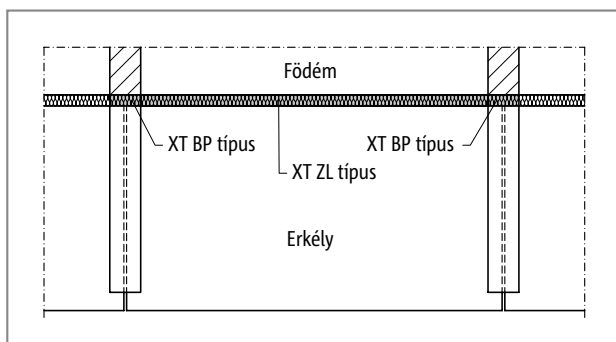 Födém
XT BP típus
XT BP típus
XT ZL típus
Erkély